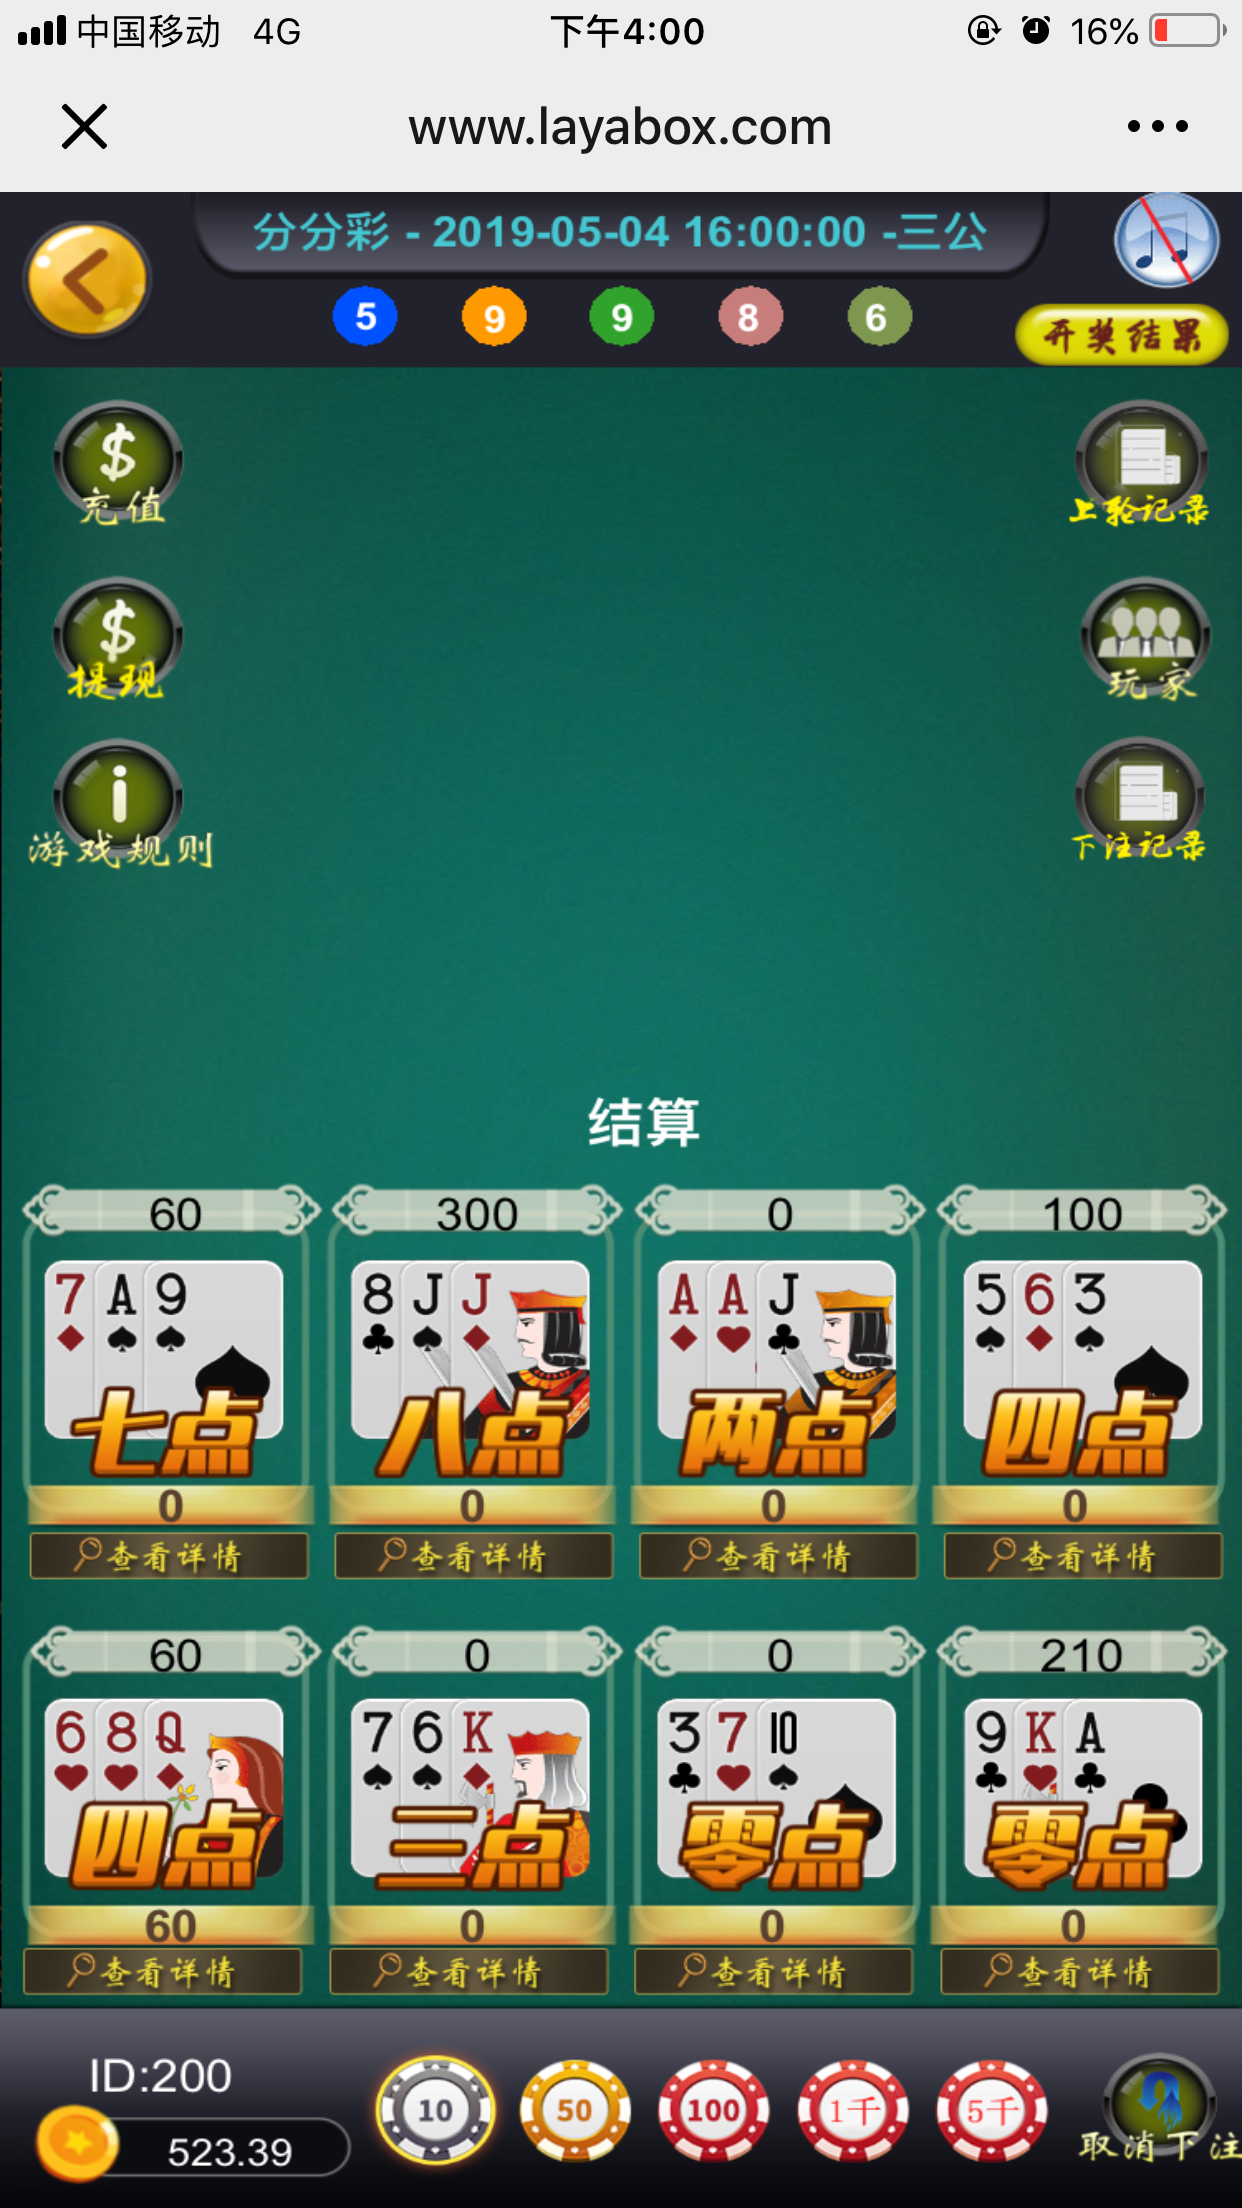 中国移动 4G 下午4:00 16%
www.layabox.com
分分彩 - 2019-05-04 16:00:00 -三公
5 9 9 8 6
开奖结果
$ $
充值 上轮记录
提现 玩家
i
游戏规则 下注记录
结算
60 300 0 100
7 A 9 8 J J A A J 5 6 3
七点 八点 两点 四点
0 0 0 0
查看详情 查看详情 查看详情 查看详情
60 0 0 210
6 8 Q 7 6 K 3 7 10 9 K A
四点 三点 零点 零点
60 0 0 0
查看详情 查看详情 查看详情 查看详情
ID:200
10 50 100 1千 5千
523.39 取消下注